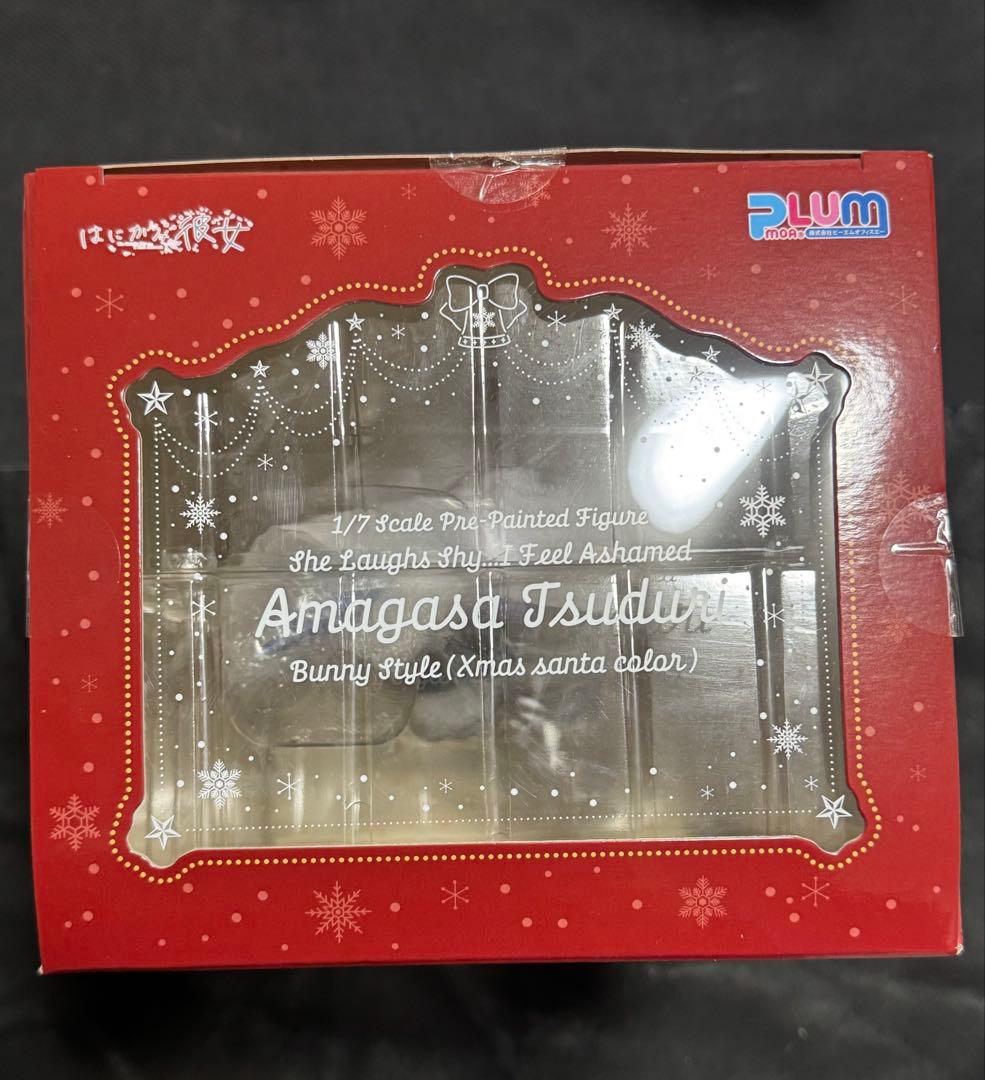 はにかみ彼女
PLUM
PMOA®
株式会社ピーエムオフィスエー
1/7 Scale Pre-Painted Figure
She Laughs Shy...I Feel Ashamed
Amagasa Tsuduri
Bunny Style (Xmas santa color)